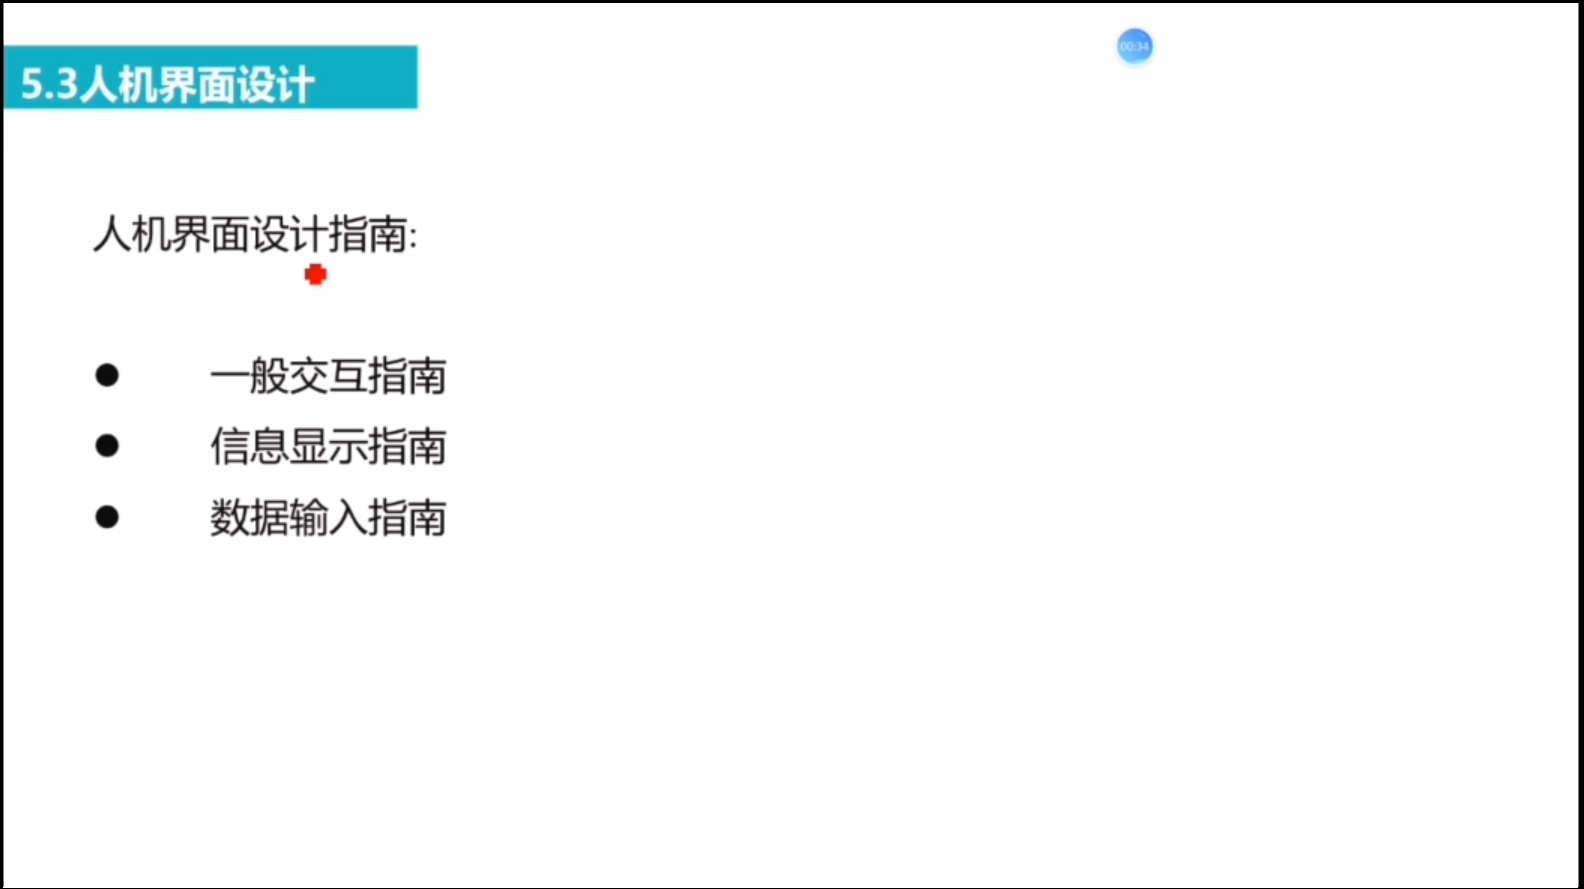 00:34
5.3人机界面设计
人机界面设计指南:
● 一般交互指南
● 信息显示指南
● 数据输入指南